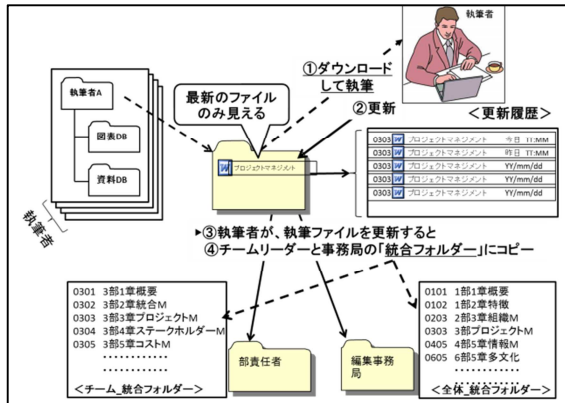 執筆者
①ダウンロード
して執筆
執筆者A
最新のファイル
のみ見える
②更新
<更新履歴>
図表DB
資料DB
プロジェクトマネジメント
0303 プロジェクトマネジメント 今日 TT:MM
0303 プロジェクトマネジメント 昨日 TT:MM
0303 プロジェクトマネジメント YY/mm/dd
0303 プロジェクトマネジメント YY/mm/dd
0303 プロジェクトマネジメント YY/mm/dd
執筆者
③執筆者が、執筆ファイルを更新すると
④チームリーダーと事務局の「統合フォルダー」にコピー
0301 3部1章概要
0302 3部2章統合M
0303 3部3章プロジェクトM
0304 3部4章ステークホルダーM
0305 3部5章コストM
…………
…………
<チーム_統合フォルダー>
部責任者
編集事務
局
0101 1部1章概要
0102 1部2章特徴
0203 2部3章組織M
0303 3部プロジェクトM
0405 4部5章情報M
0605 6部5章多文化
…………
…………
<全体_統合フォルダー>